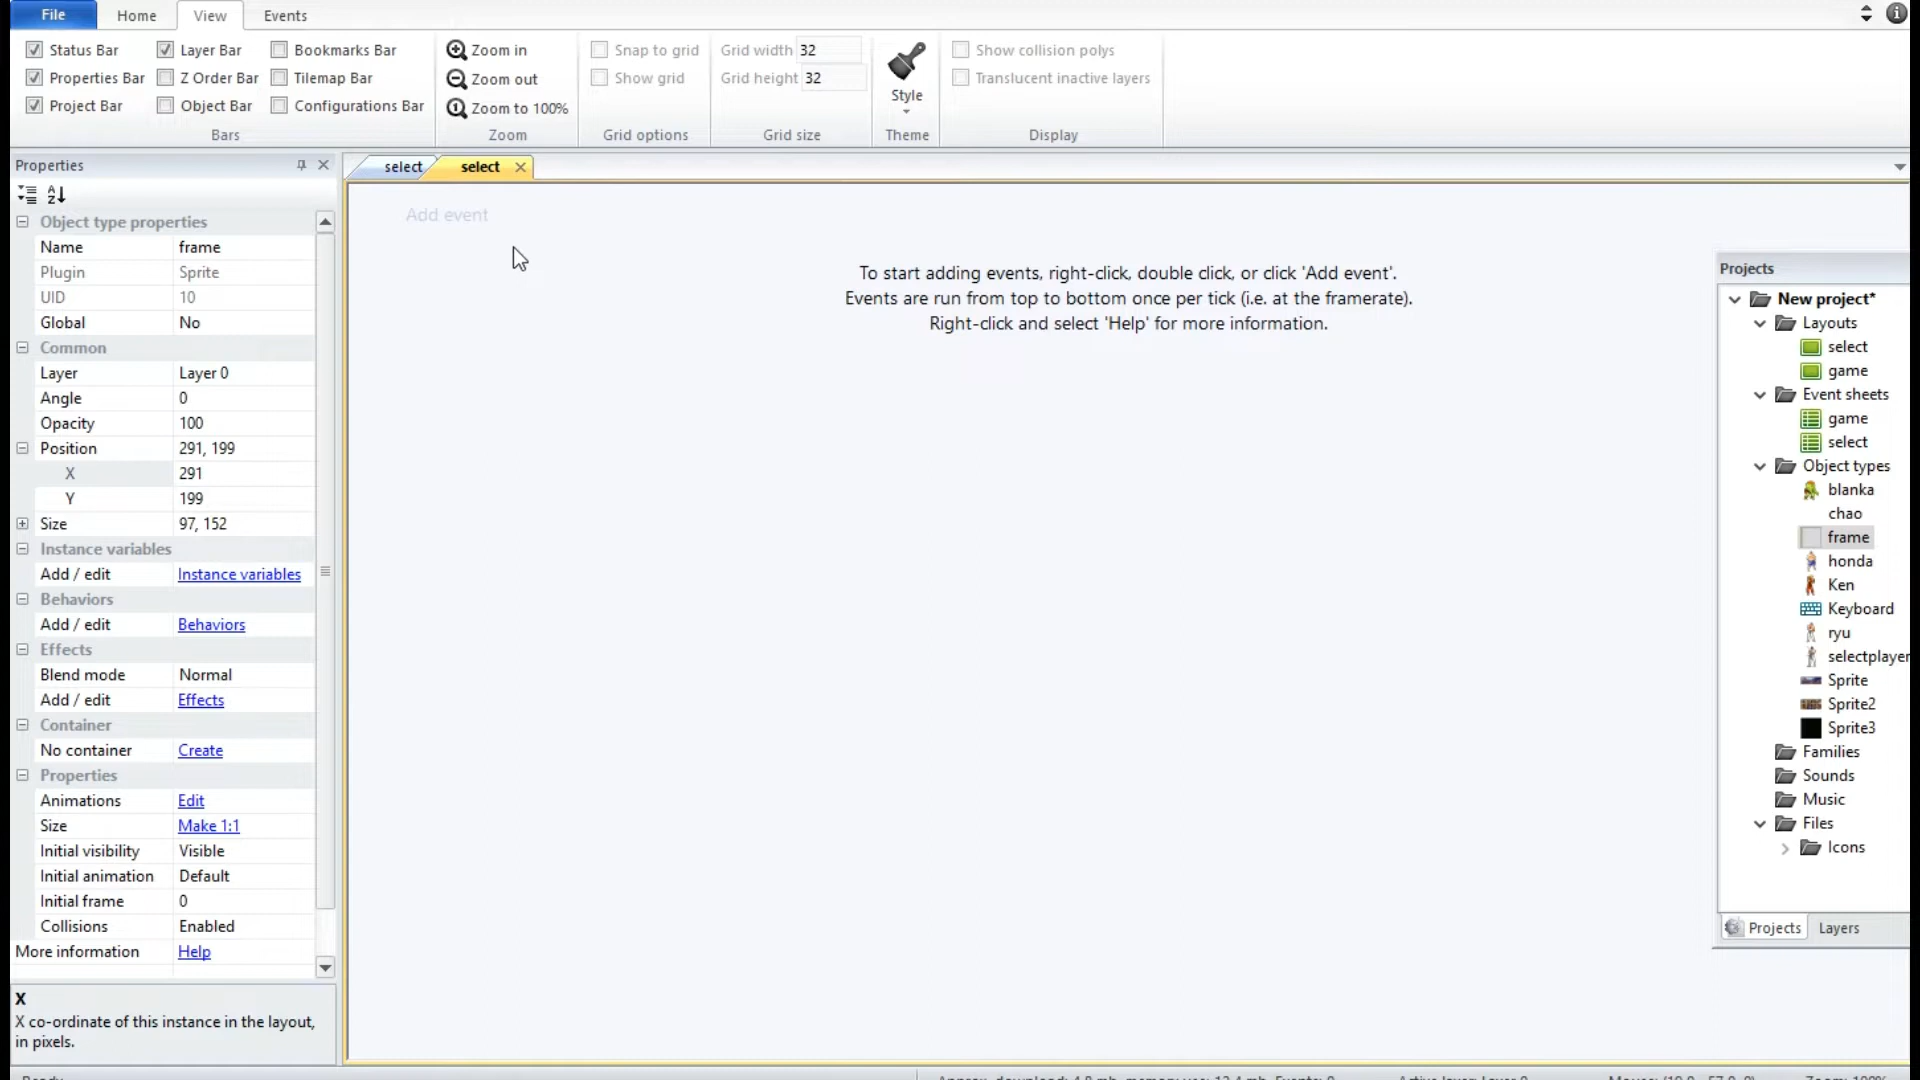 File Home View Events
Status Bar Layer Bar Bookmarks Bar
Properties Bar Z Order Bar Tilemap Bar
Project Bar Object Bar Configurations Bar
Bars
Zoom in
Zoom out
Zoom to 100%
Zoom
Snap to grid
Show grid
Grid options
Grid width 32
Grid height 32
Grid size
Style
Theme
Show collision polys
Translucent inactive layers
Display
Properties
Object type properties
Name frame
Plugin Sprite
UID 10
Global No
Common
Layer Layer 0
Angle 0
Opacity 100
Position 291, 199
X 291
Y 199
Size 97, 152
Instance variables
Add / edit Instance variables
Behaviors
Add / edit Behaviors
Effects
Blend mode Normal
Add / edit Effects
Container
No container Create
Properties
Animations Edit
Size Make 1:1
Initial visibility Visible
Initial animation Default
Initial frame 0
Collisions Enabled
More information Help
X
X co-ordinate of this instance in the layout,
in pixels.
select select
Add event
To start adding events, right-click, double click, or click 'Add event'.
Events are run from top to bottom once per tick (i.e. at the framerate).
Right-click and select 'Help' for more information.
Projects
New project*
Layouts
select
game
Event sheets
game
select
Object types
blanka
chao
frame
honda
Ken
Keyboard
ryu
selectplayer
Sprite
Sprite2
Sprite3
Families
Sounds
Music
Files
Icons
Projects Layers